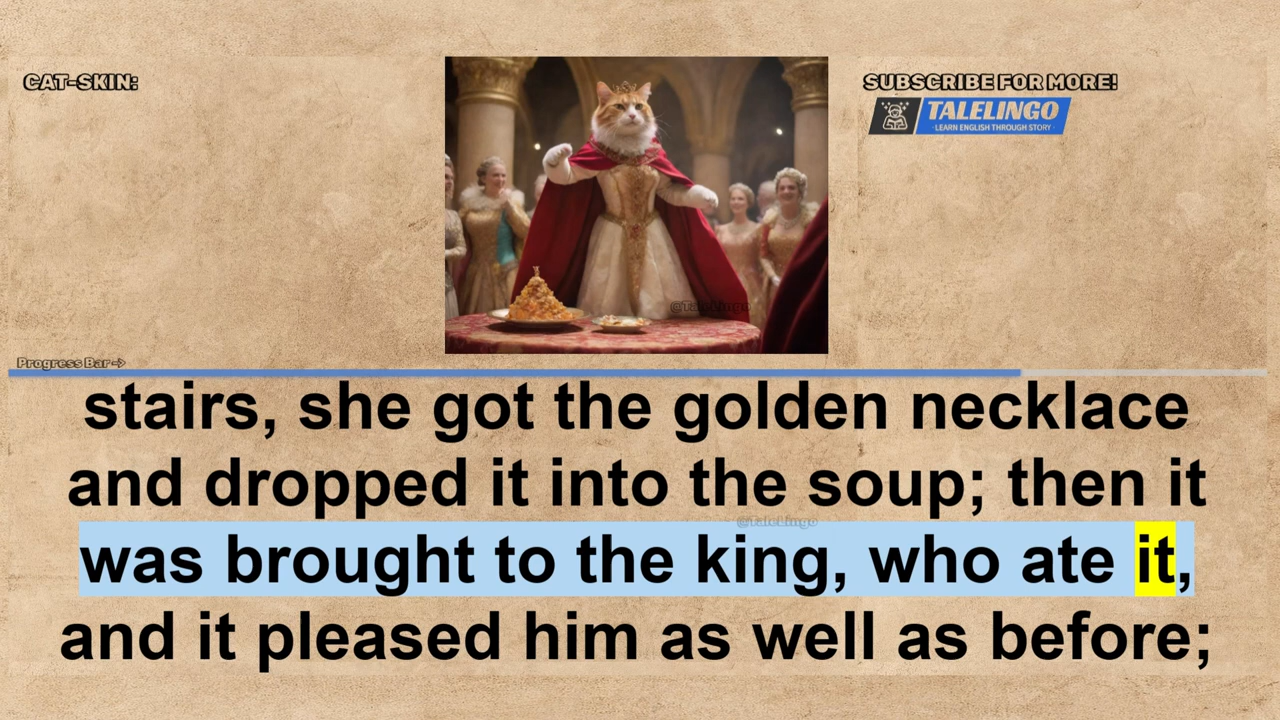 CAT-SKIN:
SUBSCRIBE FOR MORE!
TALELINGO
· LEARN ENGLISH THROUGH STORY ·
@TaleLingo
Progress Bar->
stairs, she got the golden necklace
and dropped it into the soup; then it
@TaleLingo
was brought to the king, who ate it,
and it pleased him as well as before;